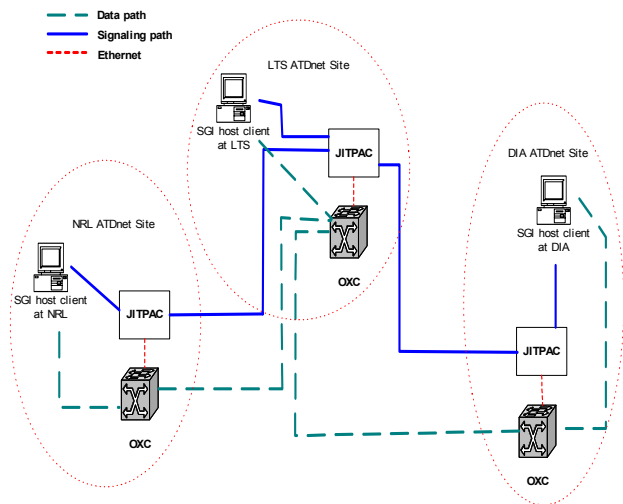 Data path
Signaling path
Ethernet
LTS ATDnet Site
SGI host client
at LTS
JITPAC
OXC
NRL ATDnet Site
SGI host client
at NRL
JITPAC
OXC
DIA ATDnet Site
SGI host client
at DIA
JITPAC
OXC